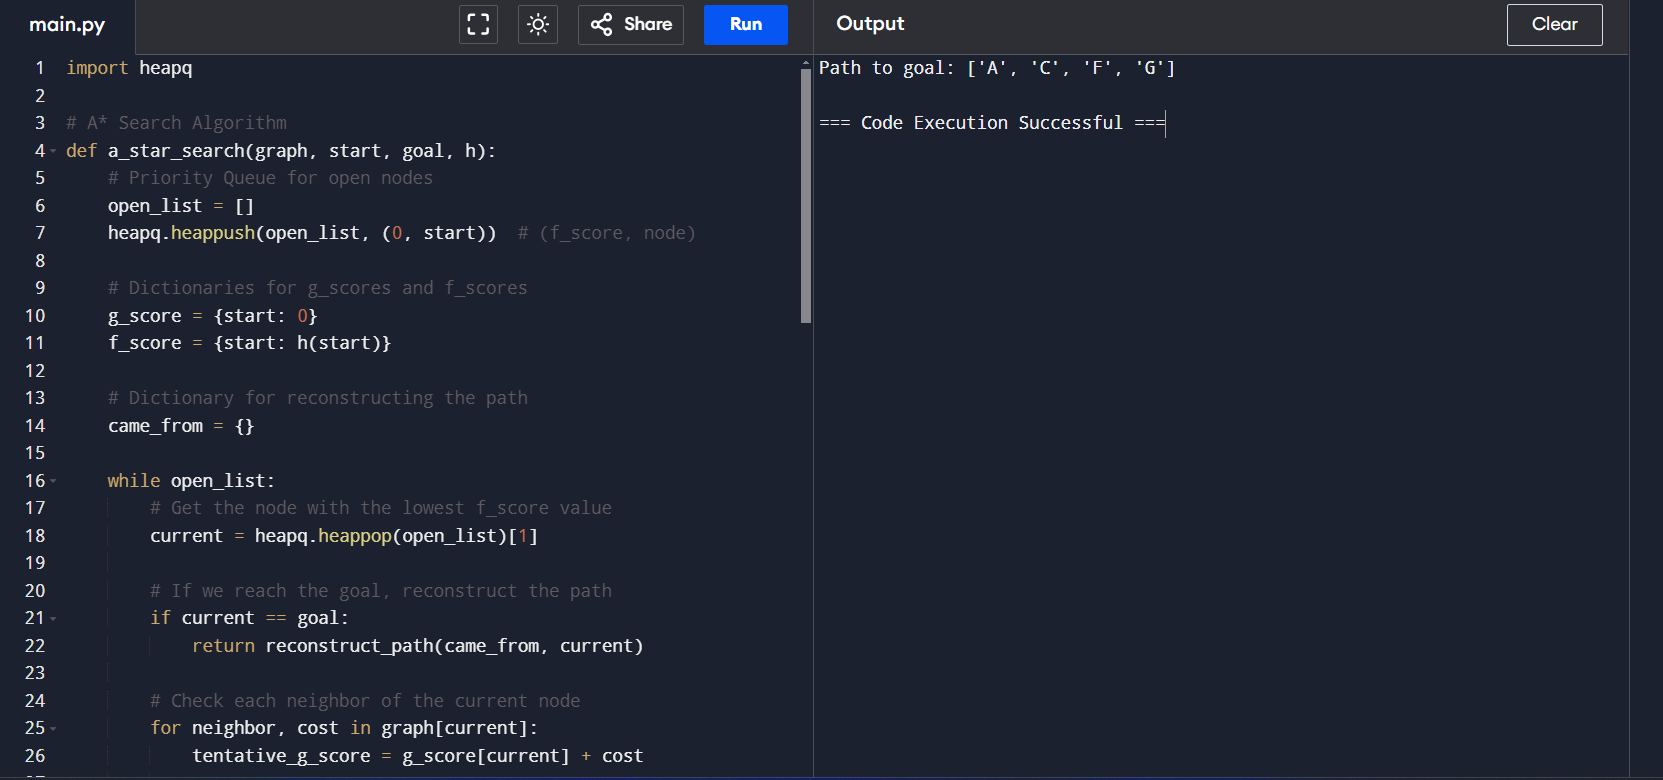 main.py
Share
Run
Output
Clear
1 import heapq
2
3 # A* Search Algorithm
4 def a_star_search(graph, start, goal, h):
5     # Priority Queue for open nodes
6     open_list = []
7     heapq.heappush(open_list, (0, start))  # (f_score, node)
8
9     # Dictionaries for g_scores and f_scores
10     g_score = {start: 0}
11     f_score = {start: h(start)}
12
13     # Dictionary for reconstructing the path
14     came_from = {}
15
16     while open_list:
17         # Get the node with the lowest f_score value
18         current = heapq.heappop(open_list)[1]
19
20         # If we reach the goal, reconstruct the path
21         if current == goal:
22             return reconstruct_path(came_from, current)
23
24         # Check each neighbor of the current node
25         for neighbor, cost in graph[current]:
26             tentative_g_score = g_score[current] + cost
Path to goal: ['A', 'C', 'F', 'G']
=== Code Execution Successful ===